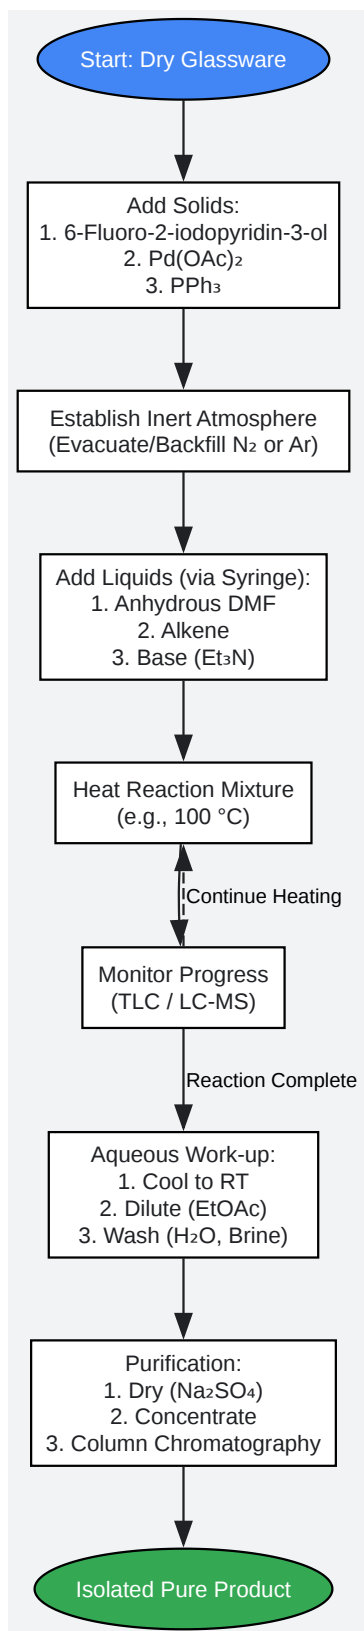 Start: Dry Glassware
Add Solids:
1. 6-Fluoro-2-iodopyridin-3-ol
2. Pd(OAc)₂
3. PPh₃
Establish Inert Atmosphere
(Evacuate/Backfill N₂ or Ar)
Add Liquids (via Syringe):
1. Anhydrous DMF
2. Alkene
3. Base (Et₃N)
Heat Reaction Mixture
(e.g., 100 °C)
Continue Heating
Monitor Progress
(TLC / LC-MS)
Reaction Complete
Aqueous Work-up:
1. Cool to RT
2. Dilute (EtOAc)
3. Wash (H₂O, Brine)
Purification:
1. Dry (Na₂SO₄)
2. Concentrate
3. Column Chromatography
Isolated Pure Product